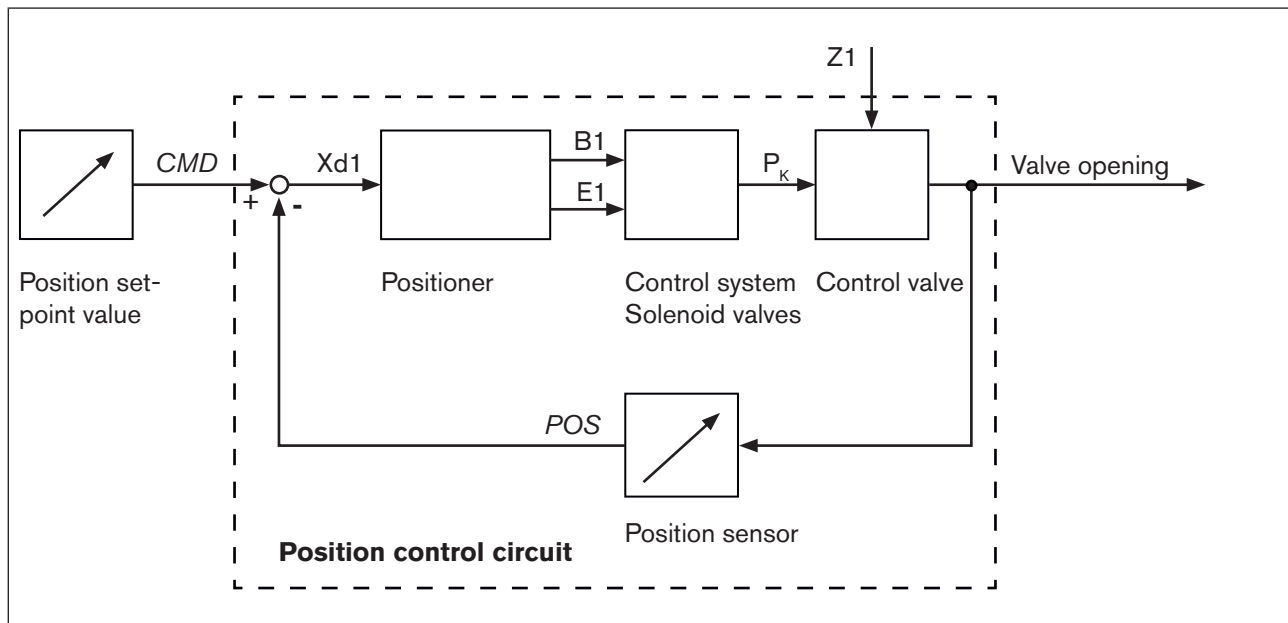 Z1
CMD
+
-
Xd1
B1
E1
PK
Valve opening
Position set-
point value
Positioner
Control system
Solenoid valves
Control valve
POS
Position sensor
Position control circuit